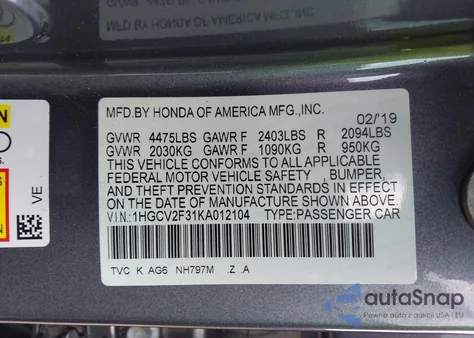 MFD.BY HONDA OF AMERICA MFG.,INC.
02/'19
GVWR 4475LBS GAWR F 2403LBS R 2094LBS
GVWR 2030KG GAWR F 1090KG R 950KG
THIS VEHICLE CONFORMS TO ALL APPLICABLE
FEDERAL MOTOR VEHICLE SAFETY , BUMPER,
AND THEFT PREVENTION STANDARDS IN EFFECT
ON THE DATE OF MANUFACTURE SHOWN ABOVE.
V.I.N.:1HGCV2F31KA012104 TYPE:PASSENGER CAR
TVC K AG6 NH797M .Z .A
VE
autoSnap